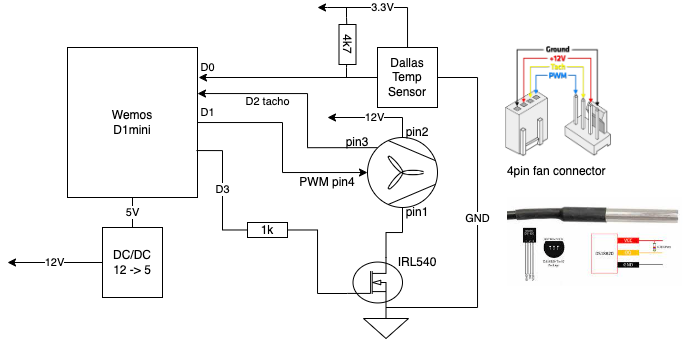 3.3V
4k7
Dallas
Temp
Sensor
D0
D2 tacho
D1
Wemos
D1mini
12V
pin2
pin3
PWM pin4
pin1
D3
1k
GND
5V
IRL540
DC/DC
12 -> 5
12V
Ground
+12V
Tach
PWM
4pin fan connector
VCC
GND